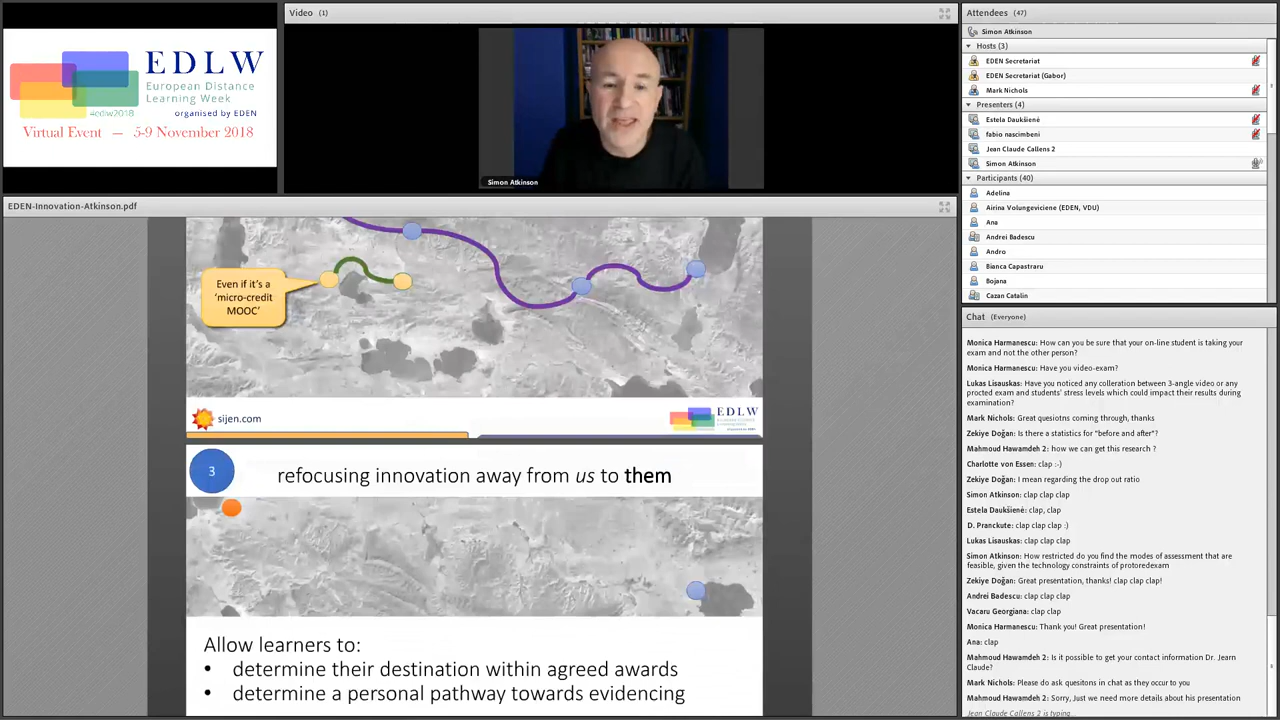 EDLW
European Distance
Learning Week
#edlw2018
organised by EDEN
Virtual Event — 5-9 November 2018
Video (1)
Simon Atkinson
EDEN-Innovation-Atkinson.pdf
Even if it's a
'micro-credit
MOOC'
sijen.com
EDLW
3
refocusing innovation away from us to them
Allow learners to:
• determine their destination within agreed awards
• determine a personal pathway towards evidencing
Attendees (47)
Simon Atkinson
Hosts (3)
EDEN Secretariat
EDEN Secretariat (Gabor)
Mark Nichols
Presenters (4)
Estela Daukšienė
fabio nascimbeni
Jean Claude Callens 2
Simon Atkinson
Participants (40)
Adelina
Airina Volungeviciene (EDEN, VDU)
Ana
Andrei Badescu
Andro
Bianca Capastraru
Bojana
Cazan Catalin
Chat (Everyone)
Monica Harmanescu: How can you be sure that your on-line student is taking your
exam and not the other person?
Monica Harmanescu: Have you video-exam?
Lukas Lisauskas: Have you noticed any colleration between 3-angle video or any
procted exam and students' stress levels which could impact their results during
examination?
Mark Nichols: Great quesiotns coming through, thanks
Zekiye Doğan: Is there a statistics for "before and after"?
Mahmoud Hawamdeh 2: how we can get this research ?
Charlotte von Essen: clap :-)
Zekiye Doğan: I mean regarding the drop out ratio
Simon Atkinson: clap clap clap
Estela Daukšienė: clap, clap
D. Pranckute: clap clap clap :)
Lukas Lisauskas: clap clap clap
Simon Atkinson: How restricted do you find the modes of assessment that are
feasible, given the technology constraints of protoredexam
Zekiye Doğan: Great presentation, thanks! clap clap clap!
Andrei Badescu: clap clap clap
Vacaru Georgiana: clap clap
Monica Harmanescu: Thank you! Great presentation!
Ana: clap
Mahmoud Hawamdeh 2: Is it possible to get your contact information Dr. Jearn
Claude?
Mark Nichols: Please do ask quesitons in chat as they occur to you
Mahmoud Hawamdeh 2: Sorry, Just we need more details about his presentation
Jean Claude Callens 2 is typing...